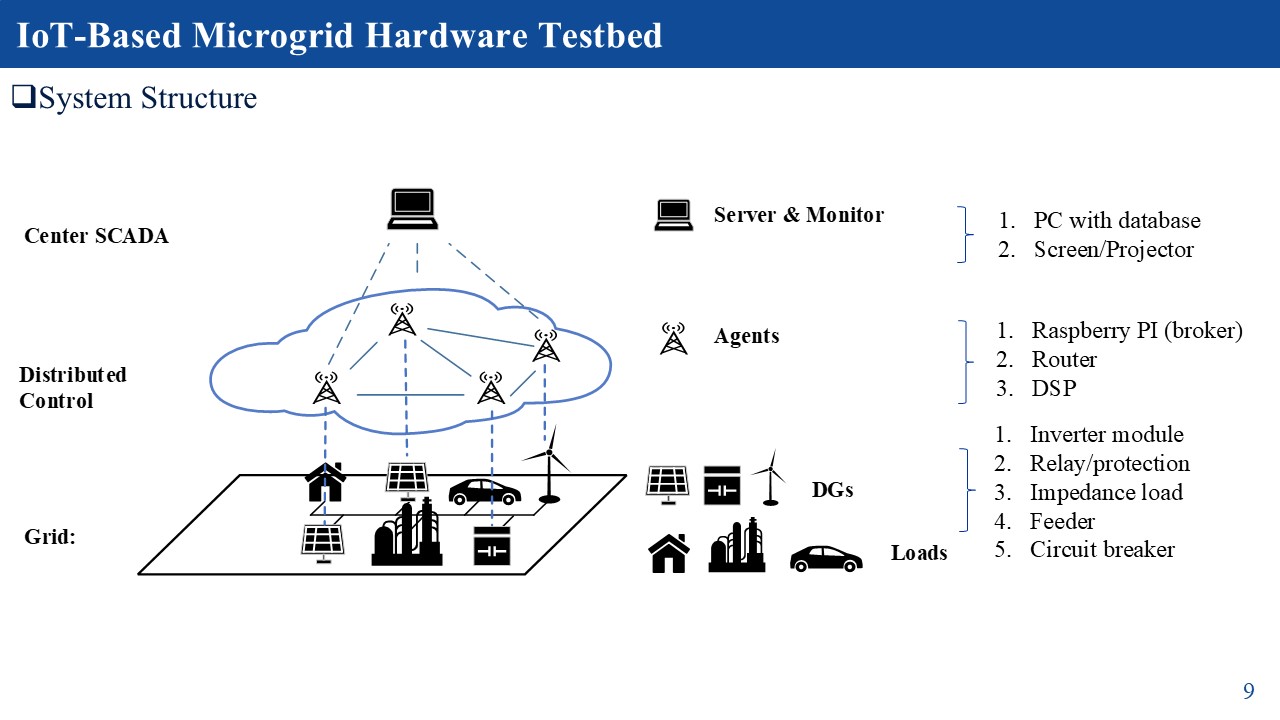 IoT-Based Microgrid Hardware Testbed
❑System Structure
Center SCADA
Distributed
Control
Grid:
Server & Monitor
Agents
DGs
Loads
1. PC with database
2. Screen/Projector
1. Raspberry PI (broker)
2. Router
3. DSP
1. Inverter module
2. Relay/protection
3. Impedance load
4. Feeder
5. Circuit breaker
9